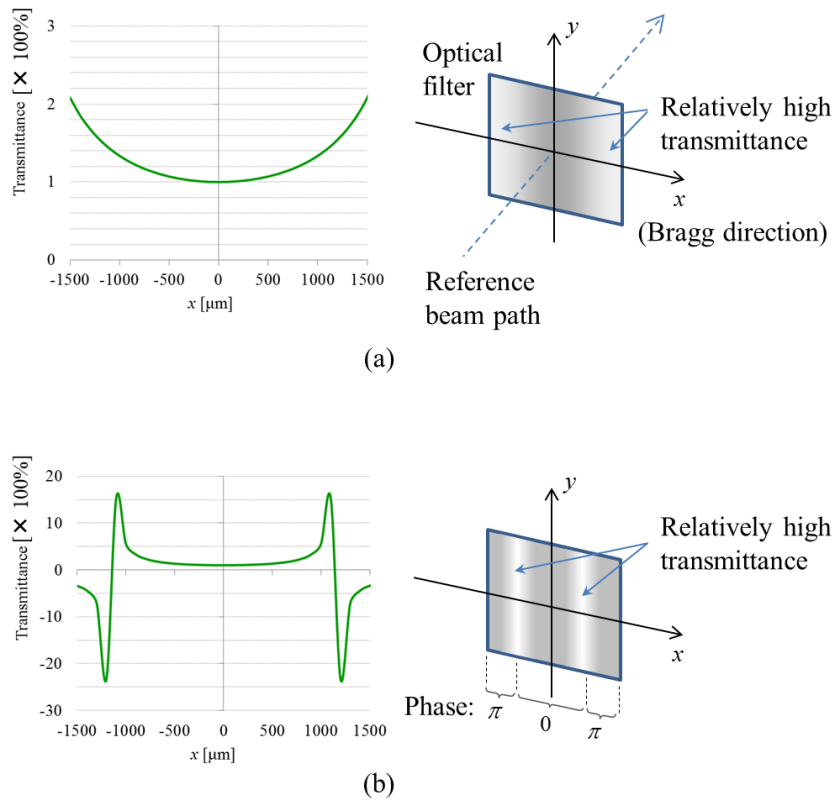 3
2
1
0
Transmittance [✕ 100%]
-1500 -1000 -500 0 500 1000 1500
x [μm]
y
Optical
filter
Relatively high
transmittance
x
(Bragg direction)
Reference
beam path
(a)
20
10
0
-10
-20
-30
Transmittance [✕ 100%]
-1500 -1000 -500 0 500 1000 1500
x [μm]
y
Relatively high
transmittance
x
Phase: π 0 π
(b)